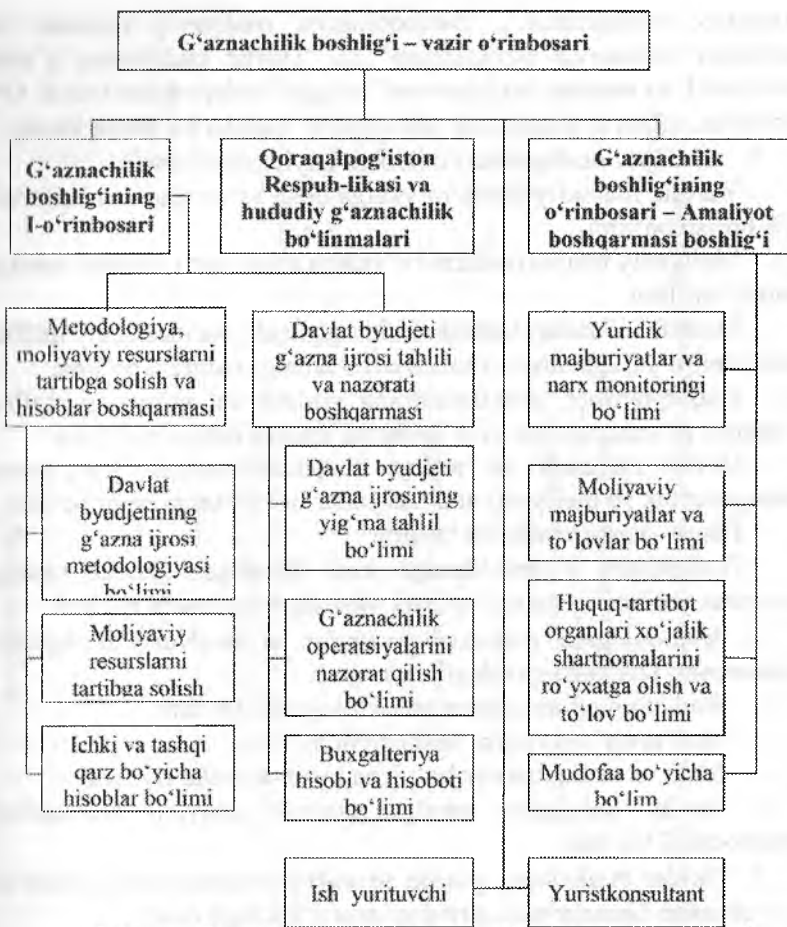 G‘aznachilik boshlig‘i – vazir o‘rinbosari
G‘aznachilik
boshlig‘ining
I-o‘rinbosari
Qoraqalpog‘iston
Respub-likasi va
hududiy g‘aznachilik
bo‘linmalari
G‘aznachilik
boshlig‘ining
o‘rinbosari – Amaliyot
boshqarmasi boshlig‘i
Metodologiya,
moliyaviy resurslarni
tartibga solish va
hisoblar boshqarmasi
Davlat byudjeti
g‘azna ijrosi tahlili
va nazorati
boshqarmasi
Yuridik
majburiyatlar va
narx monitoringi
bo‘limi
Davlat
byudjetining
g‘azna ijrosi
metodologiyasi
bo‘limi
Davlat byudjeti
g‘azna ijrosining
yig‘ma tahlil
bo‘limi
Moliyaviy
majburiyatlar va
to‘lovlar bo‘limi
Moliyaviy
resurslarni
tartibga solish
G‘aznachilik
operatsiyalarini
nazorat qilish
bo‘limi
Huquq-tartibot
organlari xo‘jalik
shartnomalarini
ro‘yxatga olish va
to‘lov bo‘limi
Ichki va tashqi
qarz bo‘yicha
hisoblar bo‘limi
Buxgalteriya
hisobi va hisoboti
bo‘limi
Mudofaa bo‘yicha
bo‘lim
Ish yurituvchi
Yuristkonsultant